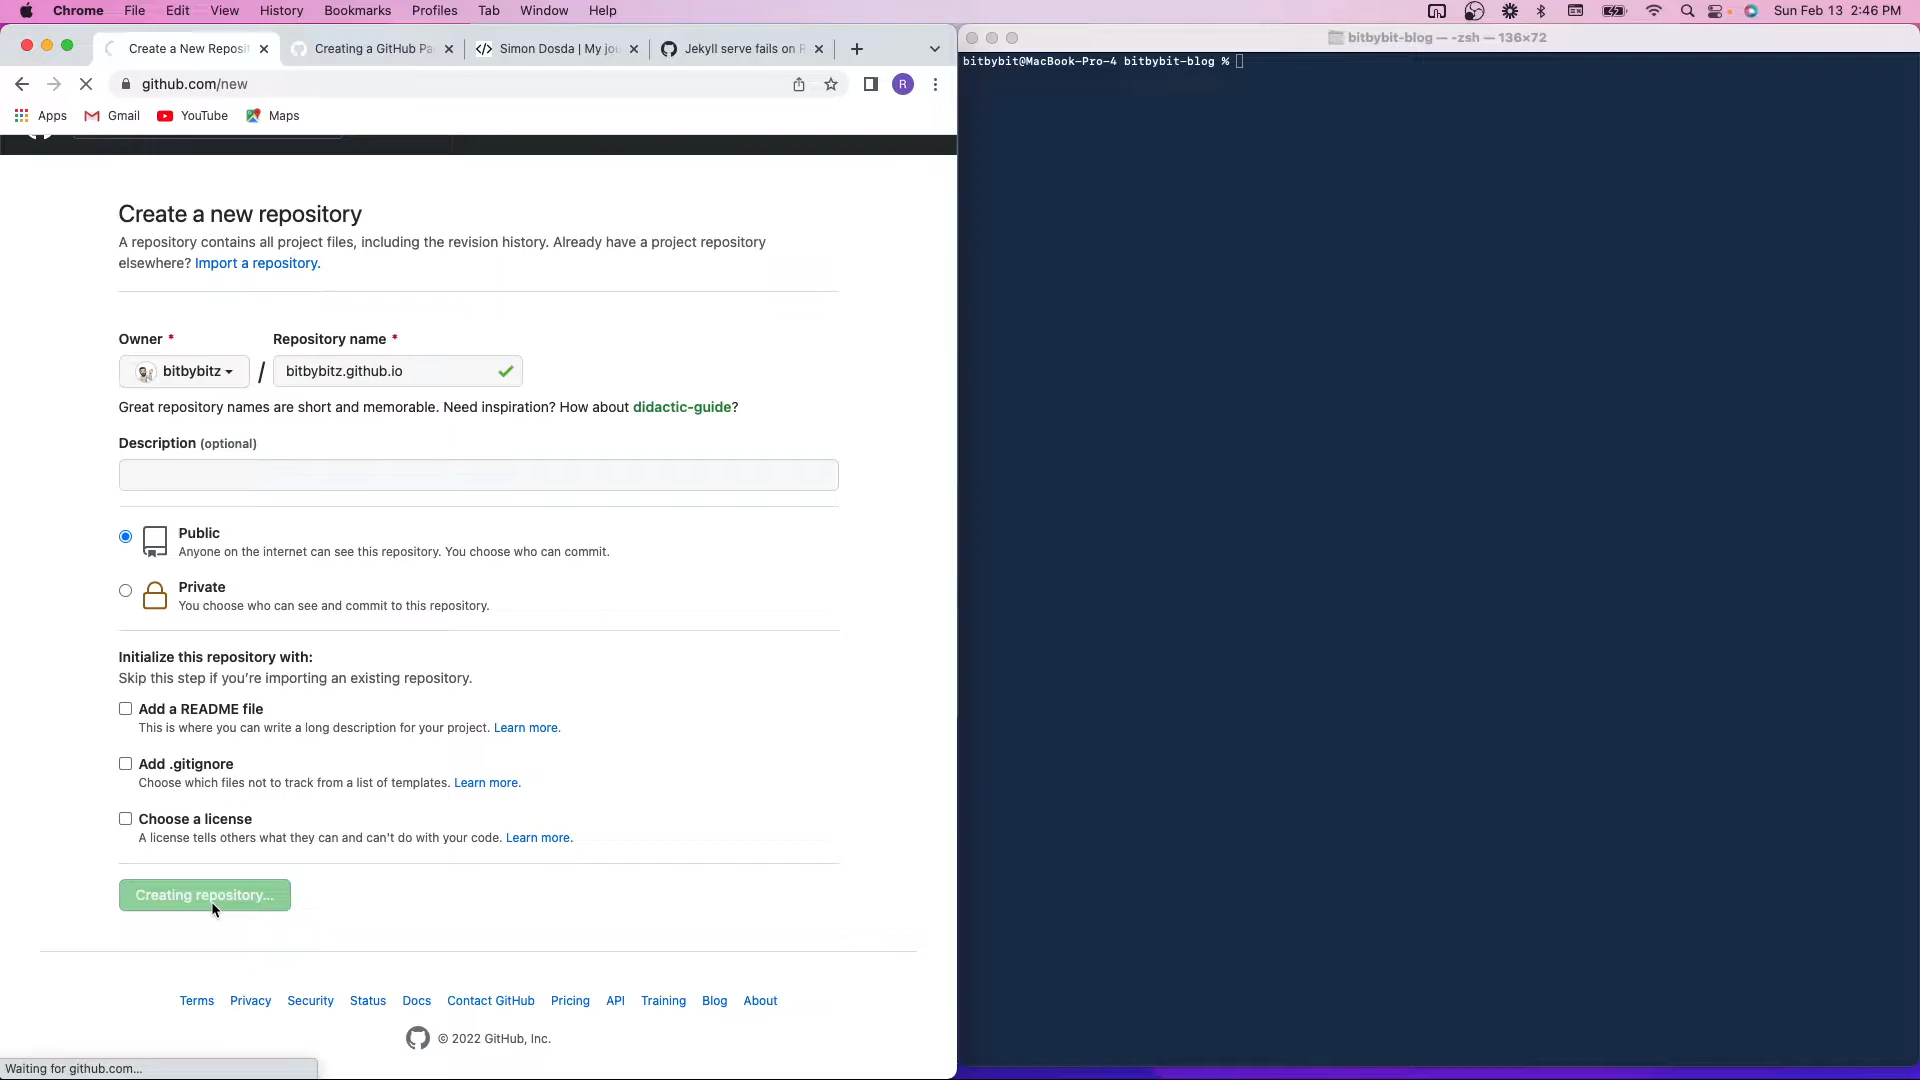 Chrome File Edit View History Bookmarks Profiles Tab Window Help Sun Feb 13 2:46 PM
Create a New Reposit Creating a GitHub Pa Simon Dosda | My jou Jekyll serve fails on R
bitbybit-blog — -zsh — 136×72
github.com/new R
Apps Gmail YouTube Maps
bitbybit@MacBook-Pro-4 bitbybit-blog %
Create a new repository
A repository contains all project files, including the revision history. Already have a project repository
elsewhere? Import a repository.
Owner * Repository name *
bitbybitz / bitbybitz.github.io
Great repository names are short and memorable. Need inspiration? How about didactic-guide?
Description (optional)
Public
Anyone on the internet can see this repository. You choose who can commit.
Private
You choose who can see and commit to this repository.
Initialize this repository with:
Skip this step if you’re importing an existing repository.
Add a README file
This is where you can write a long description for your project. Learn more.
Add .gitignore
Choose which files not to track from a list of templates. Learn more.
Choose a license
A license tells others what they can and can't do with your code. Learn more.
Creating repository...
Terms Privacy Security Status Docs Contact GitHub Pricing API Training Blog About
© 2022 GitHub, Inc.
Waiting for github.com...